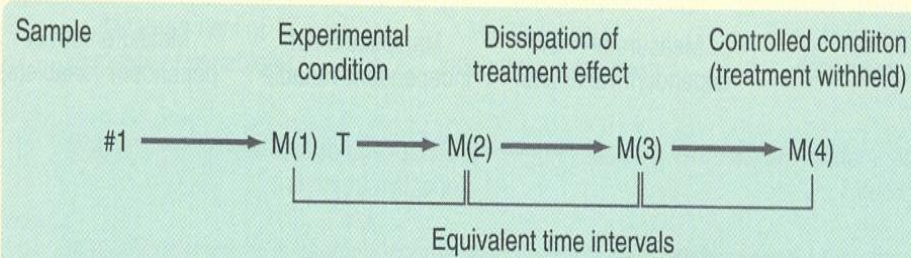 Sample
Experimental condition
Dissipation of treatment effect
Controlled condiiton (treatment withheld)
#1 M(1) T M(2) M(3) M(4)
Equivalent time intervals